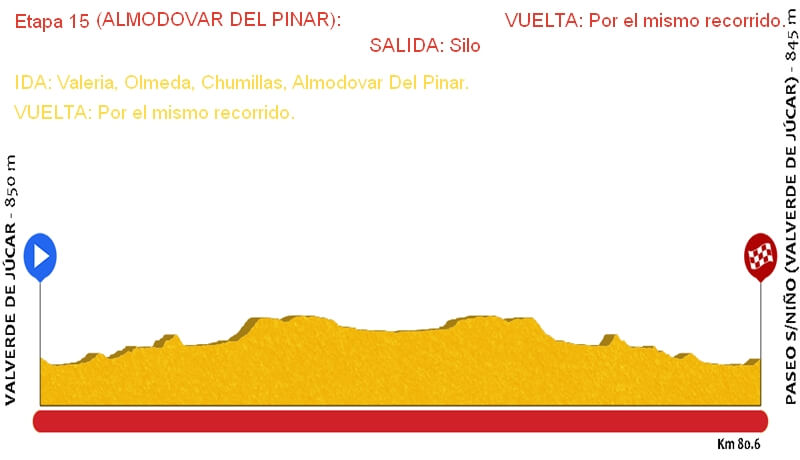 Etapa 15 (ALMODOVAR DEL PINAR):
VUELTA: Por el mismo recorrido.
SALIDA: Silo
IDA: Valeria, Olmeda, Chumillas, Almodovar Del Pinar.
VUELTA: Por el mismo recorrido.
VALVERDE DE JÚCAR - 850 m
PASEO S/NIÑO (VALVERDE DE JÚCAR) - 845 m
Km 80.6